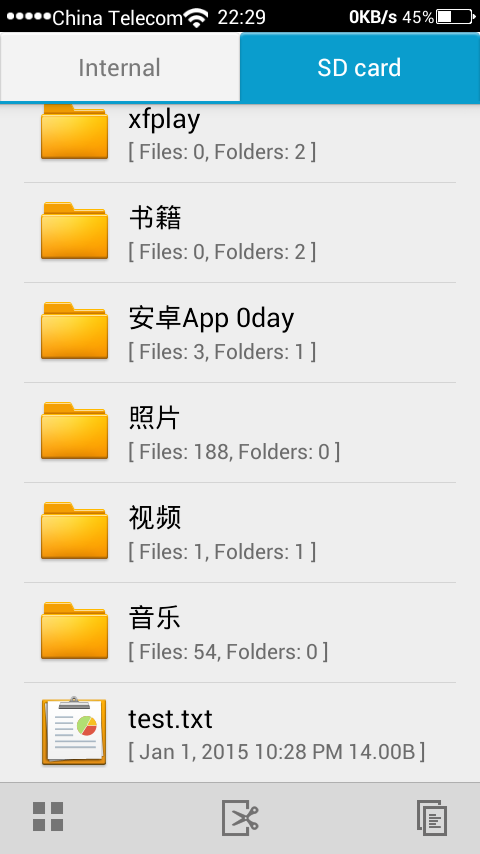 China Telecom 22:29 0KB/s 45%
Internal SD card
xfplay
[ Files: 0, Folders: 2 ]
书籍
[ Files: 0, Folders: 2 ]
安卓App 0day
[ Files: 3, Folders: 1 ]
照片
[ Files: 188, Folders: 0 ]
视频
[ Files: 1, Folders: 1 ]
音乐
[ Files: 54, Folders: 0 ]
test.txt
[ Jan 1, 2015 10:28 PM 14.00B ]